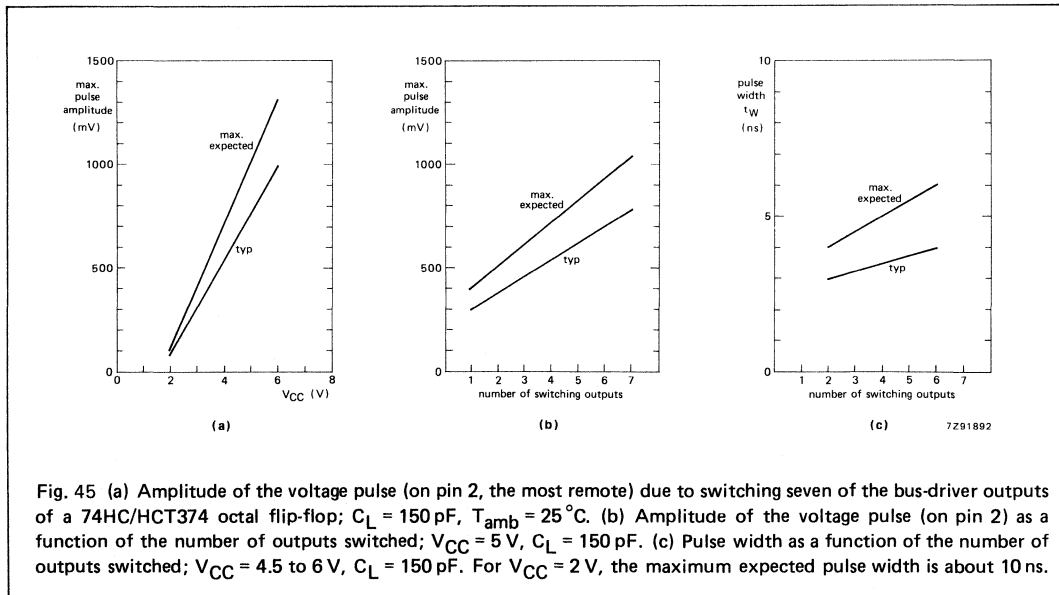 1500
max.
pulse
amplitude
(mV)
1000
500
0
max.
expected
typ
0 2 4 6 8
VCC (V)
(a)
1500
max.
pulse
amplitude
(mV)
1000
500
0
max.
expected
typ
1 2 3 4 5 6 7
number of switching outputs
(b)
10
pulse
width
tW
(ns)
5
0
max.
expected
typ
1 2 3 4 5 6 7
number of switching outputs
(c)
7Z91892
Fig. 45 (a) Amplitude of the voltage pulse (on pin 2, the most remote) due to switching seven of the bus-driver outputs
of a 74HC/HCT374 octal flip-flop; CL = 150 pF, Tamb = 25 °C. (b) Amplitude of the voltage pulse (on pin 2) as a
function of the number of outputs switched; VCC = 5 V, CL = 150 pF. (c) Pulse width as a function of the number of
outputs switched; VCC = 4.5 to 6 V, CL = 150 pF. For VCC = 2 V, the maximum expected pulse width is about 10 ns.